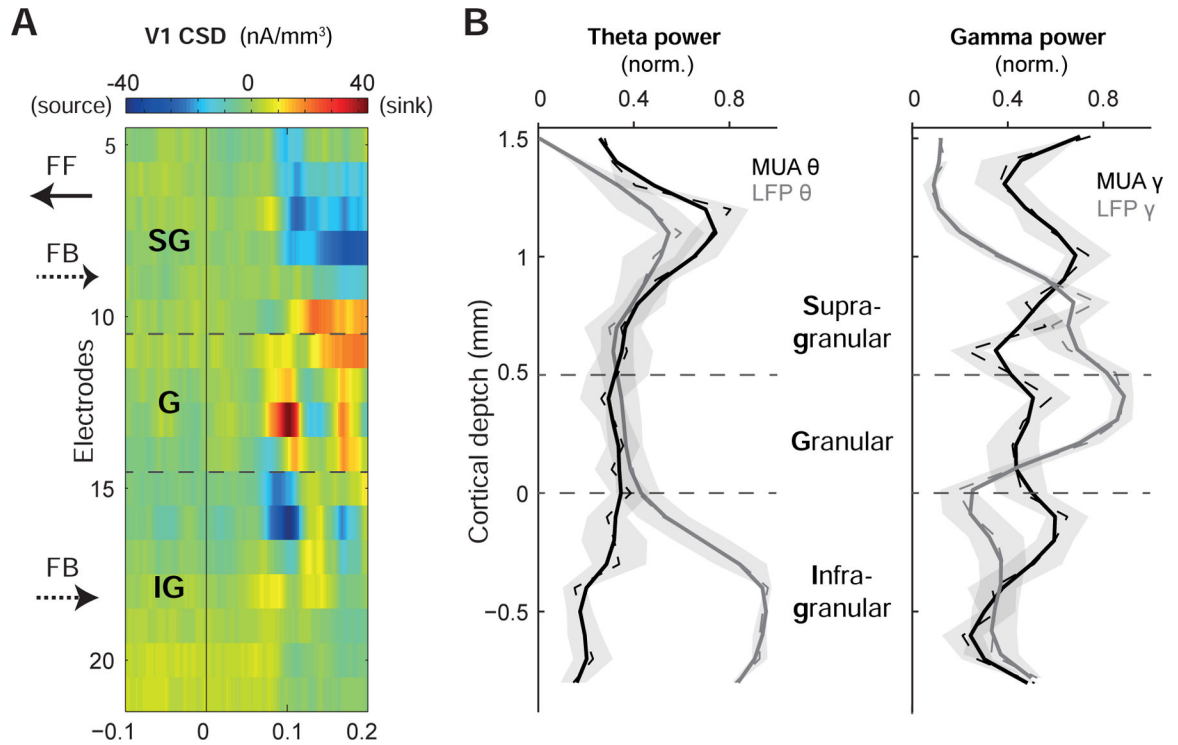 A
V1 CSD (nA/mm³)
-40 0 40
(source) (sink)
FF
FB
FB
Electrodes
5
10
15
20
SG
G
IG
−0.1 0 0.1 0.2
B
Theta power
(norm.)
0 0.4 0.8
Cortical deptch (mm)
1.5
1
0.5
0
−0.5
MUA θ
LFP θ
Supra-
granular
Granular
Infra-
granular
Gamma power
(norm.)
0 0.4 0.8
MUA γ
LFP γ